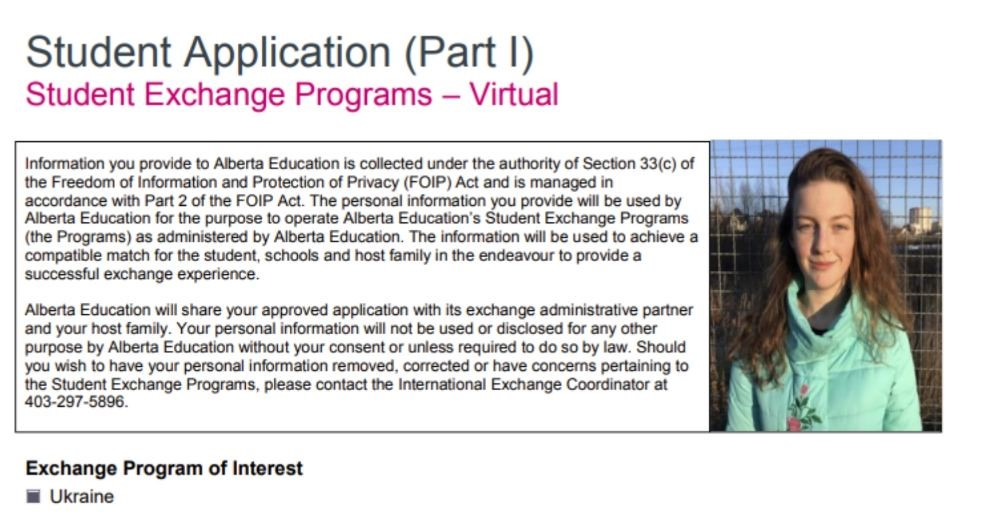 Student Application (Part I)
Student Exchange Programs – Virtual
Information you provide to Alberta Education is collected under the authority of Section 33(c) of
the Freedom of Information and Protection of Privacy (FOIP) Act and is managed in
accordance with Part 2 of the FOIP Act. The personal information you provide will be used by
Alberta Education for the purpose to operate Alberta Education's Student Exchange Programs
(the Programs) as administered by Alberta Education. The information will be used to achieve a
compatible match for the student, schools and host family in the endeavour to provide a
successful exchange experience.
Alberta Education will share your approved application with its exchange administrative partner
and your host family. Your personal information will not be used or disclosed for any other
purpose by Alberta Education without your consent or unless required to do so by law. Should
you wish to have your personal information removed, corrected or have concerns pertaining to
the Student Exchange Programs, please contact the International Exchange Coordinator at
403-297-5896.
Exchange Program of Interest
Ukraine